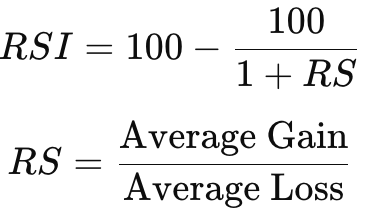 RSI = 100 − 100 / (1 + RS)
RS = Average Gain / Average Loss